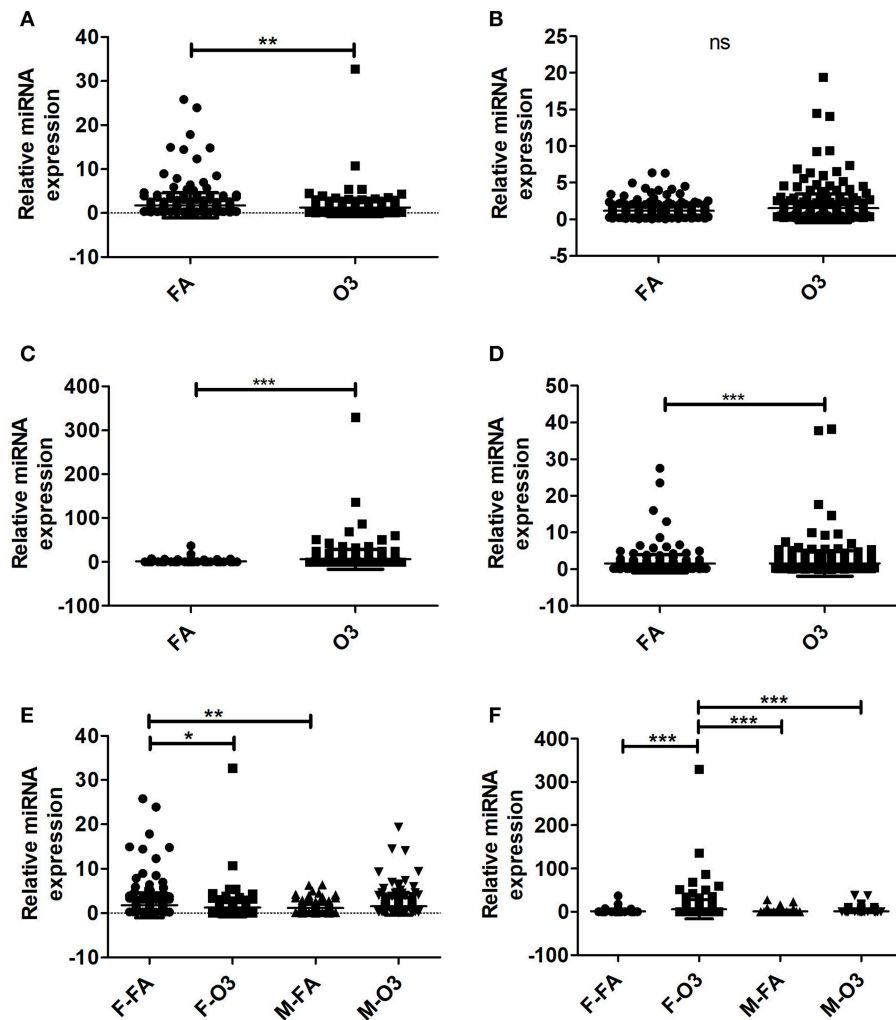 A
Relative miRNA
expression
40
30
20
10
0
-10
**
FA
O3
B
Relative miRNA
expression
25
20
15
10
5
0
-5
ns
FA
O3
C
Relative miRNA
expression
400
300
200
100
0
-100
***
FA
O3
D
Relative miRNA
expression
50
40
30
20
10
0
-10
***
FA
O3
E
Relative miRNA
expression
40
30
20
10
0
-10
**
*
F-FA
F-O3
M-FA
M-O3
F
Relative miRNA
expression
400
300
200
100
0
-100
***
***
***
F-FA
F-O3
M-FA
M-O3